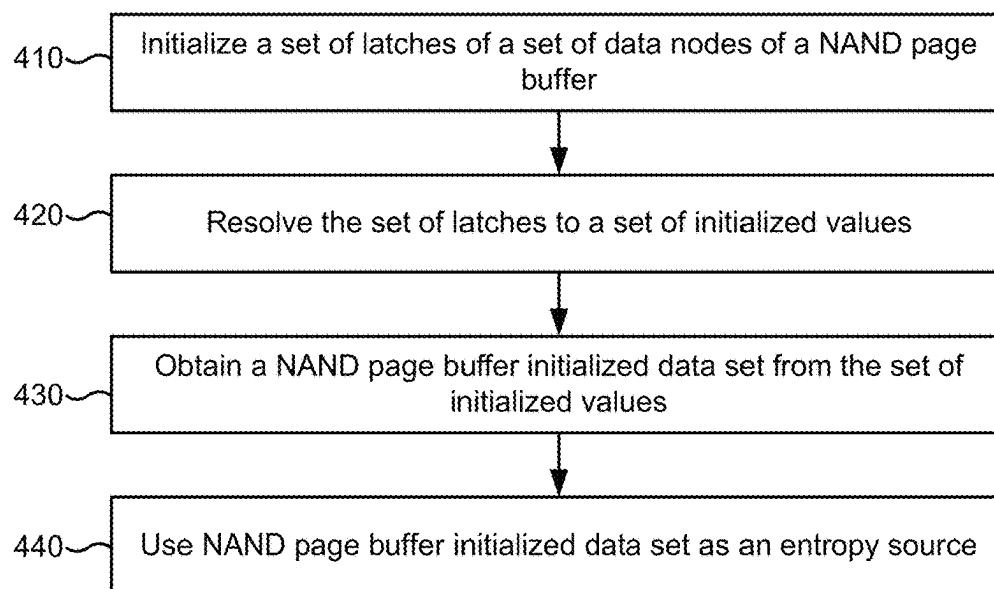 410
Initialize a set of latches of a set of data nodes of a NAND page
buffer
420
Resolve the set of latches to a set of initialized values
430
Obtain a NAND page buffer initialized data set from the set of
initialized values
440
Use NAND page buffer initialized data set as an entropy source